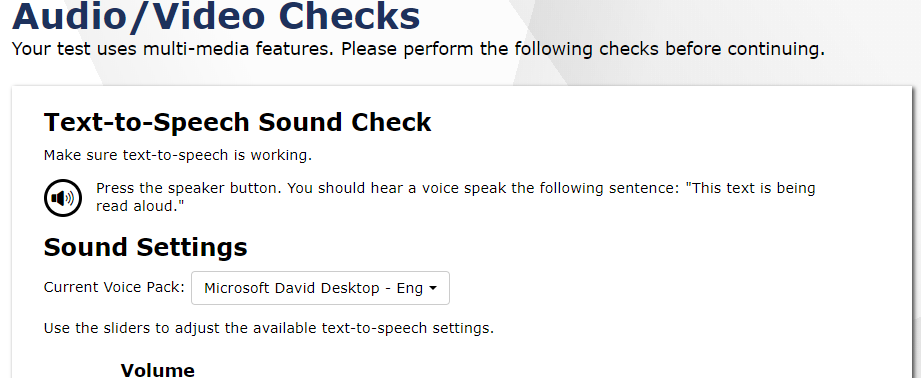 Audio/Video Checks
Your test uses multi-media features. Please perform the following checks before continuing.
Text-to-Speech Sound Check
Make sure text-to-speech is working.
Press the speaker button. You should hear a voice speak the following sentence: "This text is being
read aloud."
Sound Settings
Current Voice Pack: Microsoft David Desktop - Eng
Use the sliders to adjust the available text-to-speech settings.
Volume